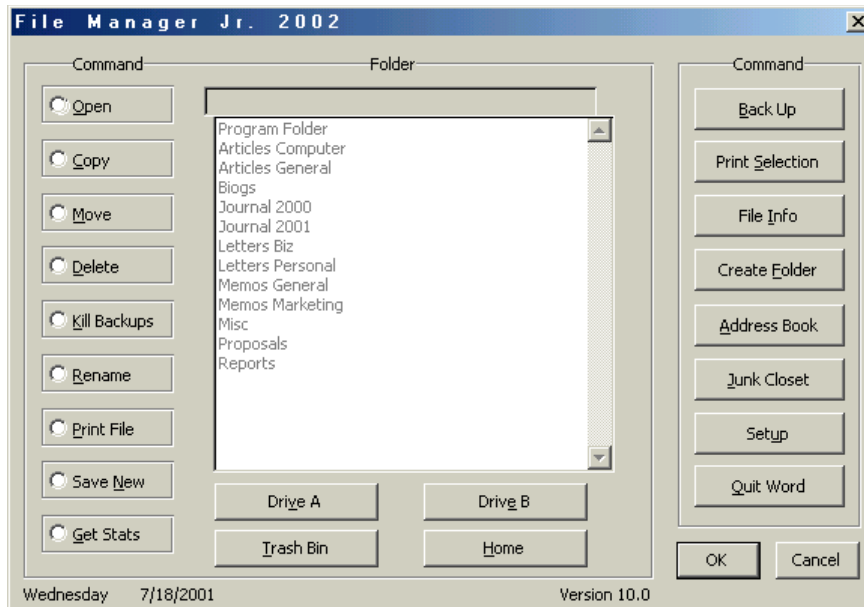 File Manager Jr. 2002
Command
Open
Copy
Move
Delete
Kill Backups
Rename
Print File
Save New
Get Stats
Folder
Program Folder
Articles Computer
Articles General
Biogs
Journal 2000
Journal 2001
Letters Biz
Letters Personal
Memos General
Memos Marketing
Misc
Proposals
Reports
Drive A
Drive B
Trash Bin
Home
Command
Back Up
Print Selection
File Info
Create Folder
Address Book
Junk Closet
Setup
Quit Word
OK
Cancel
Wednesday 7/18/2001
Version 10.0